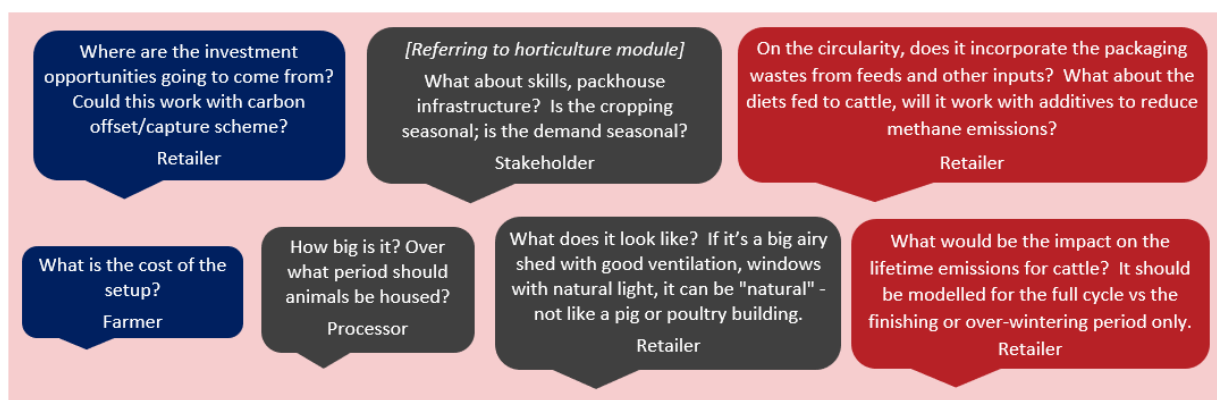 Where are the investment
opportunities going to come from?
Could this work with carbon
offset/capture scheme?
Retailer
[Referring to horticulture module]
What about skills, packhouse
infrastructure?  Is the cropping
seasonal; is the demand seasonal?
Stakeholder
On the circularity, does it incorporate the packaging
wastes from feeds and other inputs?  What about the
diets fed to cattle, will it work with additives to reduce
methane emissions?
Retailer
What is the cost of the
setup?
Farmer
How big is it? Over
what period should
animals be housed?
Processor
What does it look like?  If it’s a big airy
shed with good ventilation, windows
with natural light, it can be "natural" -
not like a pig or poultry building.
Retailer
What would be the impact on the
lifetime emissions for cattle?  It should
be modelled for the full cycle vs the
finishing or over-wintering period only.
Retailer